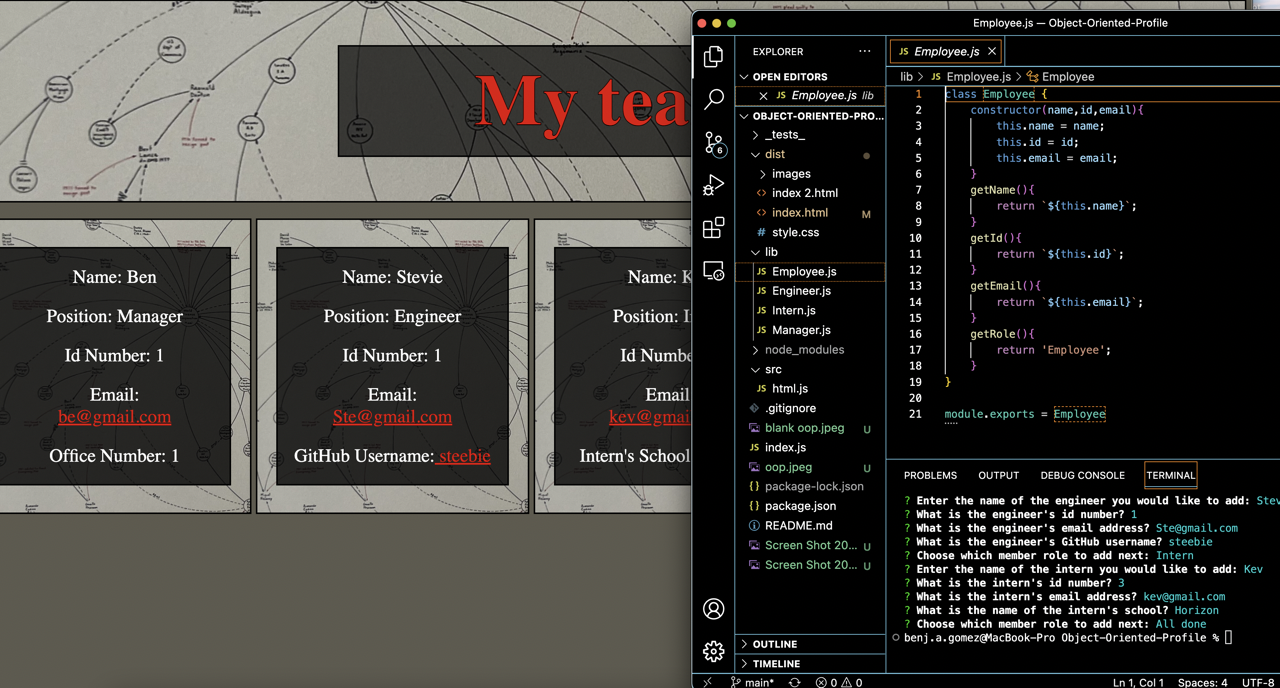 My tea
Name: Ben
Position: Manager
Id Number: 1
Email:
be@gmail.com
Office Number: 1
Name: Stevie
Position: Engineer
Id Number: 1
Email:
Ste@gmail.com
GitHub Username: steebie
Name: K
Position: I
Id Numbe
Email
kev@gmai
Intern's School
Employee.js — Object-Oriented-Profile
EXPLORER ...
OPEN EDITORS
JS Employee.js lib
OBJECT-ORIENTED-PRO...
_tests_
dist
images
index 2.html
index.html M
style.css
lib
JS Employee.js
JS Engineer.js
JS Intern.js
JS Manager.js
node_modules
src
JS html.js
.gitignore
blank oop.jpeg U
JS index.js
oop.jpeg U
package-lock.json
package.json
README.md
Screen Shot 20... U
Screen Shot 20... U
OUTLINE
TIMELINE
6
JS Employee.js
lib > JS Employee.js > Employee
1 class Employee {
2 constructor(name,id,email){
3 this.name = name;
4 this.id = id;
5 this.email = email;
6 }
7 getName(){
8 return `${this.name}`;
9 }
10 getId(){
11 return `${this.id}`;
12 }
13 getEmail(){
14 return `${this.email}`;
15 }
16 getRole(){
17 return 'Employee';
18 }
19 }
20
21 module.exports = Employee
PROBLEMS OUTPUT DEBUG CONSOLE TERMINAL
? Enter the name of the engineer you would like to add: Stev
? What is the engineer's id number? 1
? What is the engineer's email address? Ste@gmail.com
? What is the engineer's GitHub username? steebie
? Choose which member role to add next: Intern
? Enter the name of the intern you would like to add: Kev
? What is the intern's id number? 3
? What is the intern's email address? kev@gmail.com
? What is the name of the intern's school? Horizon
? Choose which member role to add next: All done
benj.a.gomez@MacBook-Pro Object-Oriented-Profile %
main* 0 0 Ln 1, Col 1 Spaces: 4 UTF-8